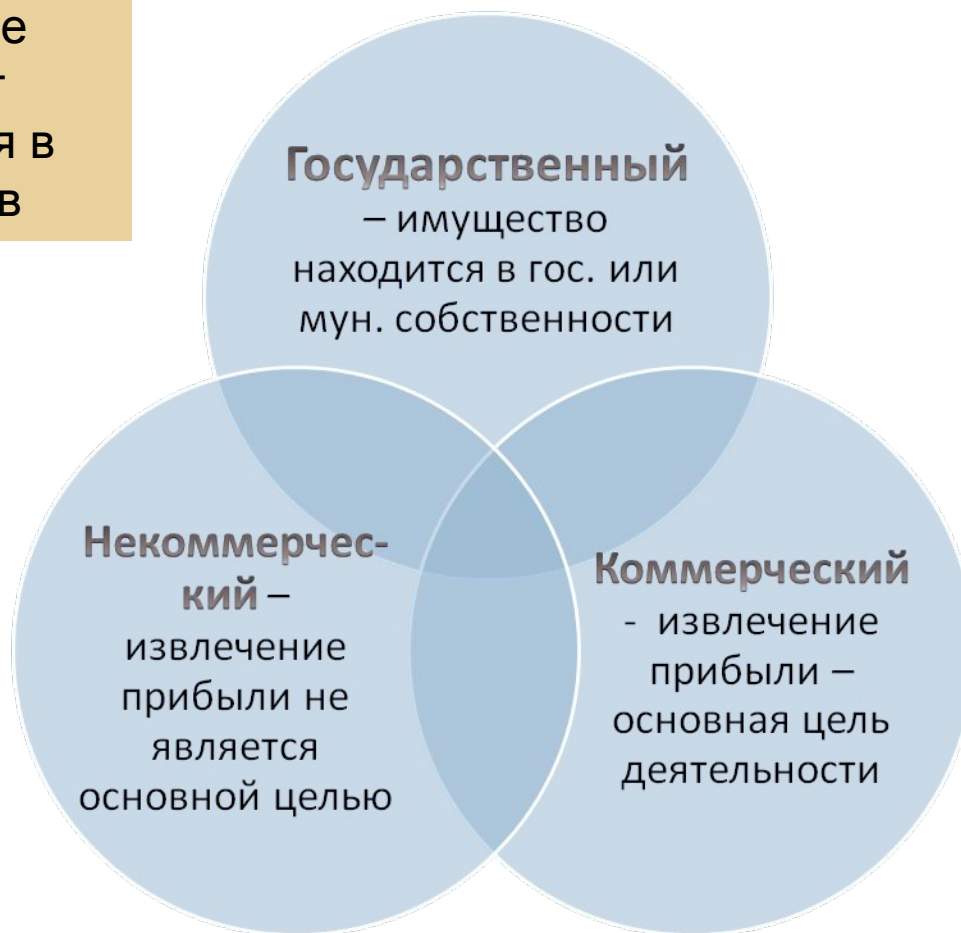 я в
в
Государственный
– имущество
находится в гос. или
мун. собственности
Некоммерчес-
кий –
извлечение
прибыли не
является
основной целью
Коммерческий
- извлечение
прибыли –
основная цель
деятельности